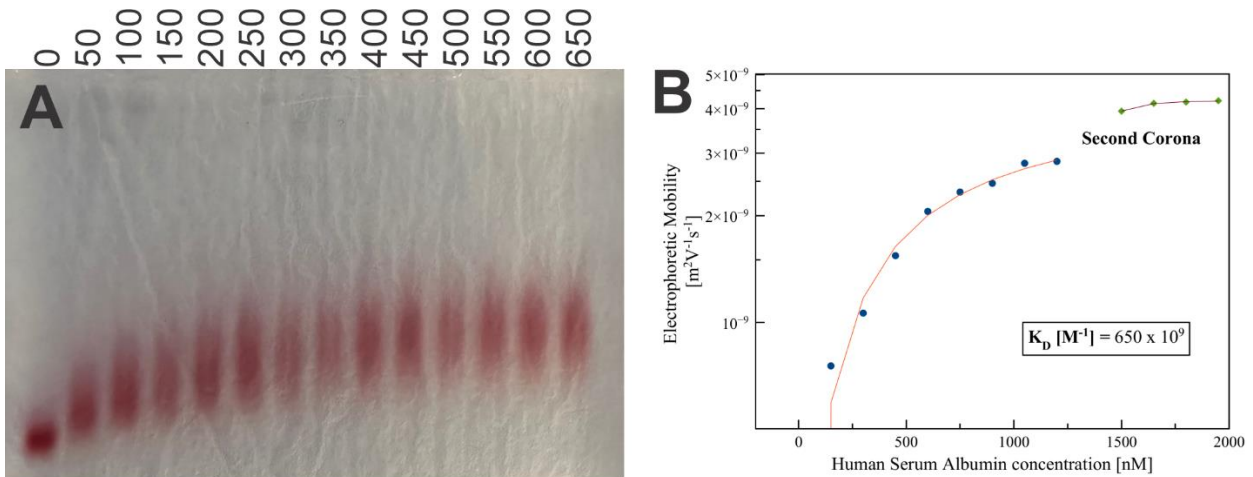 0 50 100 150 200 250 300 350 400 450 500 550 600 650
A
B
5×10⁻⁹
4×10⁻⁹
3×10⁻⁹
2×10⁻⁹
10⁻⁹
Electrophoretic Mobility
[m²V⁻¹s⁻¹]
Second Corona
K_D [M⁻¹] = 650 x 10⁹
0 500 1000 1500 2000
Human Serum Albumin concentration [nM]